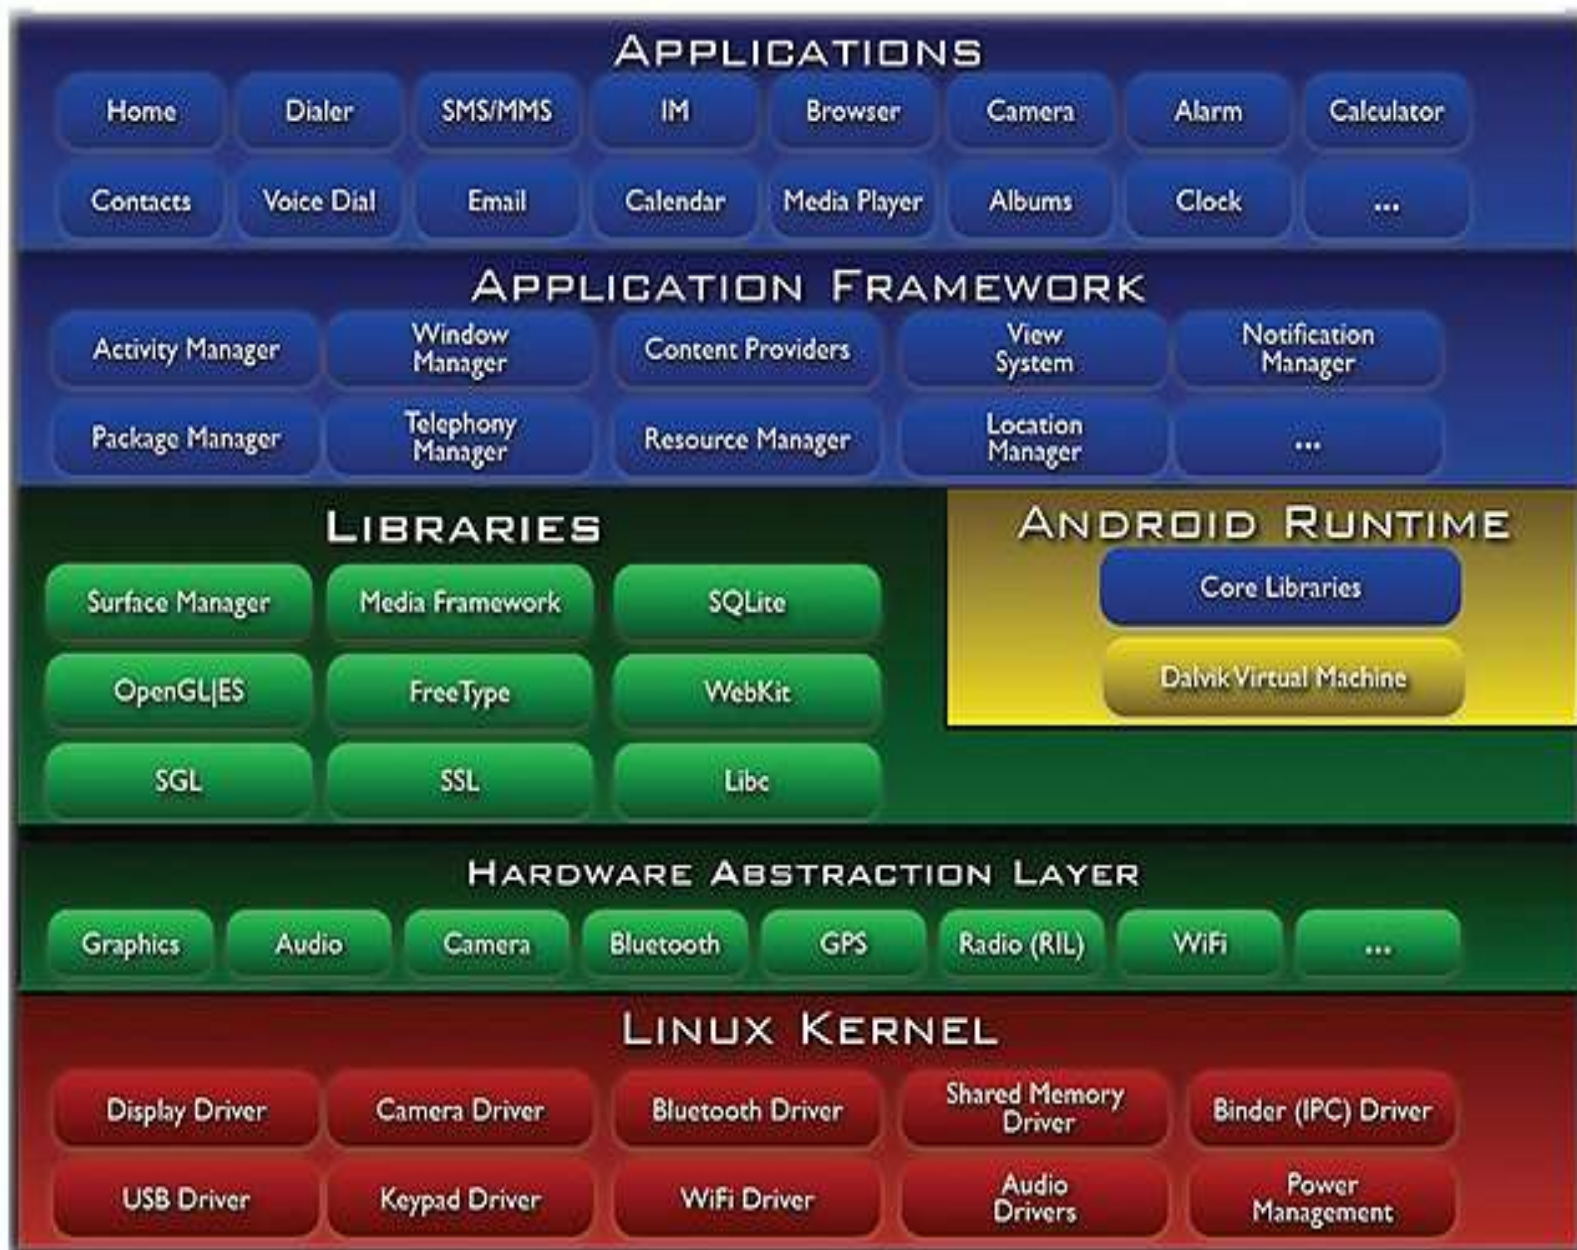 APPLICATIONS
Home Dialer SMS/MMS IM Browser Camera Alarm Calculator
Contacts Voice Dial Email Calendar Media Player Albums Clock ...
APPLICATION FRAMEWORK
Activity Manager
Window
Manager
Content Providers
View
System
Notification
Manager
Package Manager
Telephony
Manager
Resource Manager
Location
Manager
...
LIBRARIES
Surface Manager Media Framework SQLite
OpenGL|ES FreeType WebKit
SGL SSL Libc
ANDROID RUNTIME
Core Libraries
Dalvik Virtual Machine
HARDWARE ABSTRACTION LAYER
Graphics Audio Camera Bluetooth GPS Radio (RIL) WiFi ...
LINUX KERNEL
Display Driver
Camera Driver
Bluetooth Driver
Shared Memory
Driver
Binder (IPC) Driver
USB Driver
Keypad Driver
WiFi Driver
Audio
Drivers
Power
Management